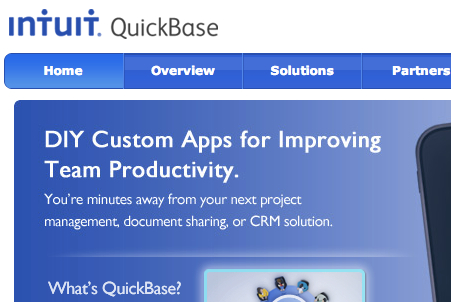 intuit. QuickBase
Home Overview Solutions Partners
DIY Custom Apps for Improving
Team Productivity.
You're minutes away from your next project
management, document sharing, or CRM solution.
What's QuickBase?